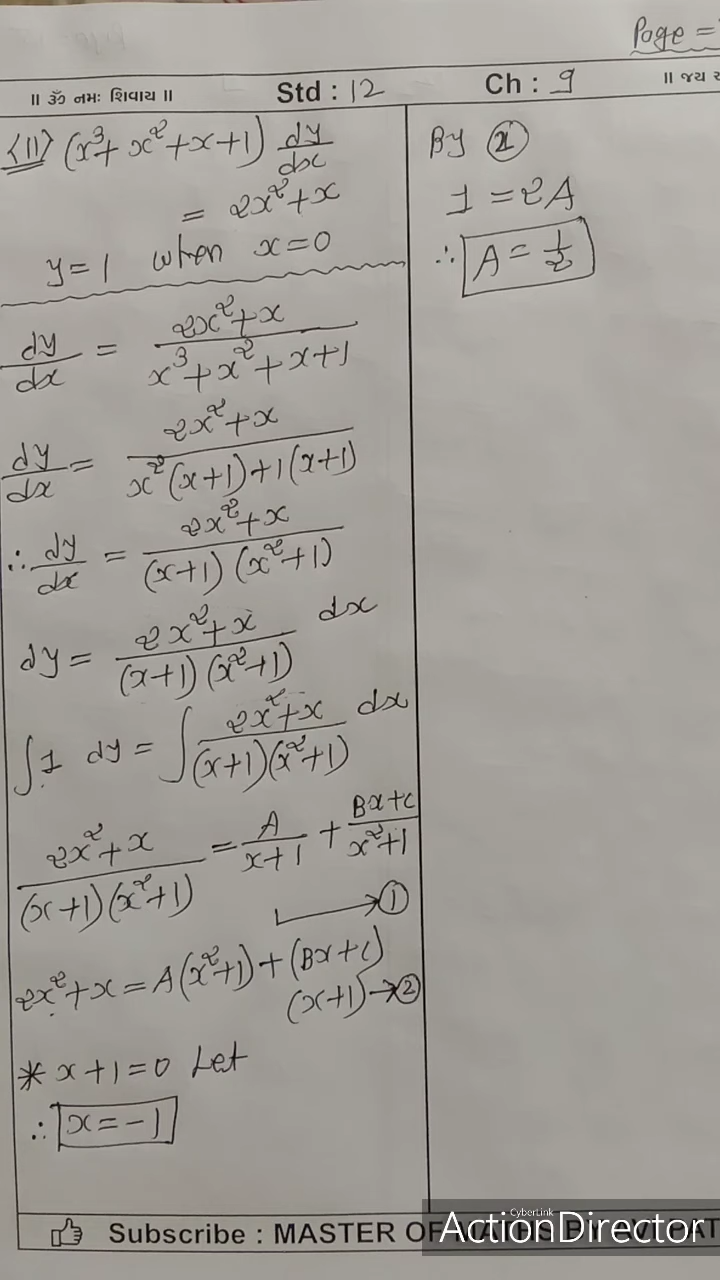 Page =
॥ ૐ નમઃ શિવાય ॥ Std : 12 Ch : 9 ॥ જય
<11> (x³+x²+x+1) dy/dx
= 2x²+x
y=1 when x=0
dy/dx = 2x²+x / x³+x²+x+1
dy/dx = 2x²+x / x²(x+1)+1(x+1)
∴ dy/dx = 2x²+x / (x+1)(x²+1)
dy = 2x²+x / (x+1)(x²+1) dx
∫1 dy = ∫ 2x²+x / (x+1)(x²+1) dx
2x²+x / (x+1)(x²+1) = A / x+1 + Bx+C / x²+1
→①
2x²+x = A(x²+1)+(Bx+C)
(x+1)→②
* x+1=0 Let
∴ x=-1
By ②
1 = 2A
∴ A = 1/2
Subscribe : MASTER OF MATHS BY
CyberLink
ActionDirector